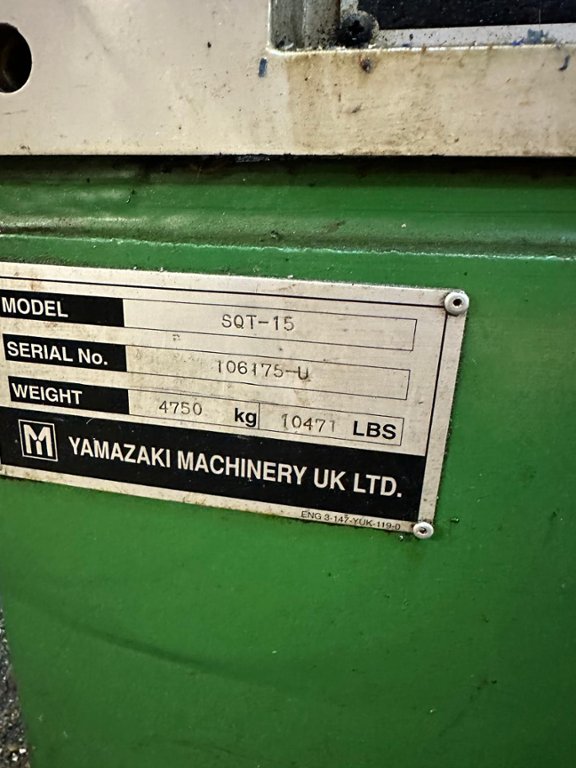 MODEL SQT-15
SERIAL No. 106175-U
WEIGHT 4750 kg 10471 LBS
M YAMAZAKI MACHINERY UK LTD.
ENG 3-147-YUK-119-0